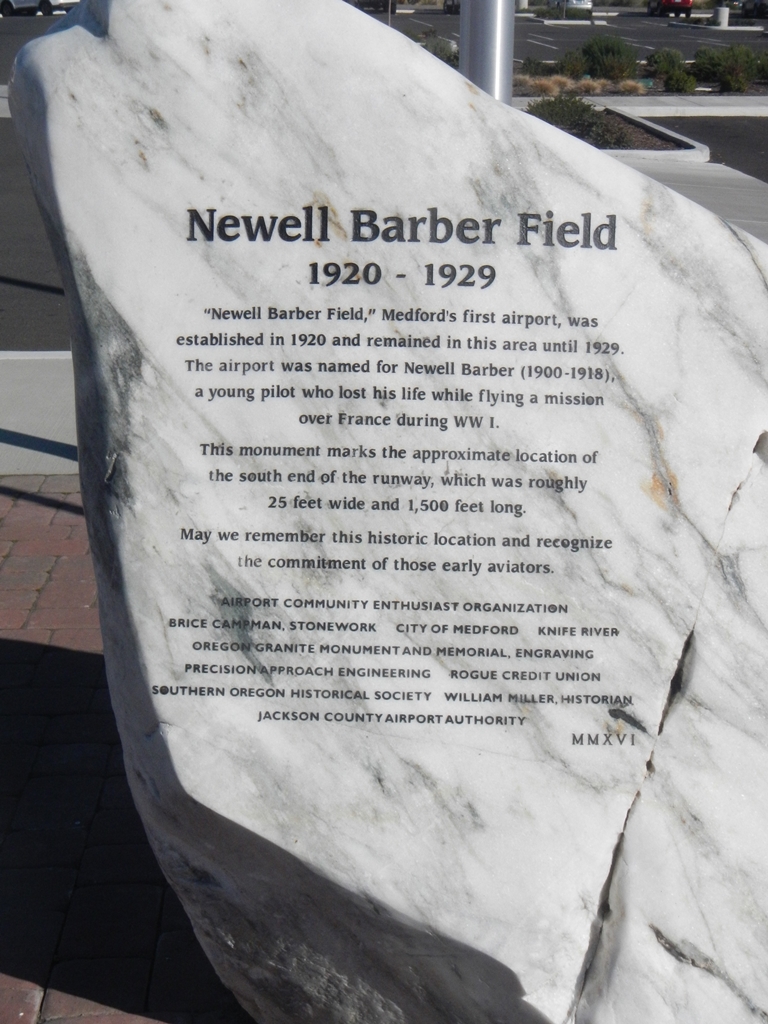 Newell Barber Field
1920 - 1929
"Newell Barber Field," Medford's first airport, was
established in 1920 and remained in this area until 1929.
The airport was named for Newell Barber (1900-1918),
a young pilot who lost his life while flying a mission
over France during WW I.
This monument marks the approximate location of
the south end of the runway, which was roughly
25 feet wide and 1,500 feet long.
May we remember this historic location and recognize
the commitment of those early aviators.
AIRPORT COMMUNITY ENTHUSIAST ORGANIZATION
BRICE CAMPMAN, STONEWORK CITY OF MEDFORD KNIFE RIVER
OREGON GRANITE MONUMENT AND MEMORIAL, ENGRAVING
PRECISION APPROACH ENGINEERING ROGUE CREDIT UNION
SOUTHERN OREGON HISTORICAL SOCIETY WILLIAM MILLER, HISTORIAN
JACKSON COUNTY AIRPORT AUTHORITY
MMXVI